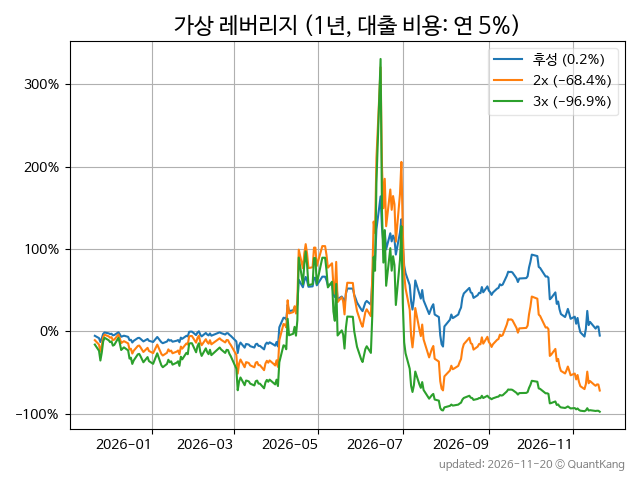 가상 레버리지 (1년, 대출 비용: 연 5%)
후성 (0.2%)
2x (−68.4%)
3x (−96.9%)
300%
200%
100%
0%
−100%
2026−01 2026−03 2026−05 2026−07 2026−09 2026−11
updated: 2026−11−20 © QuantKang